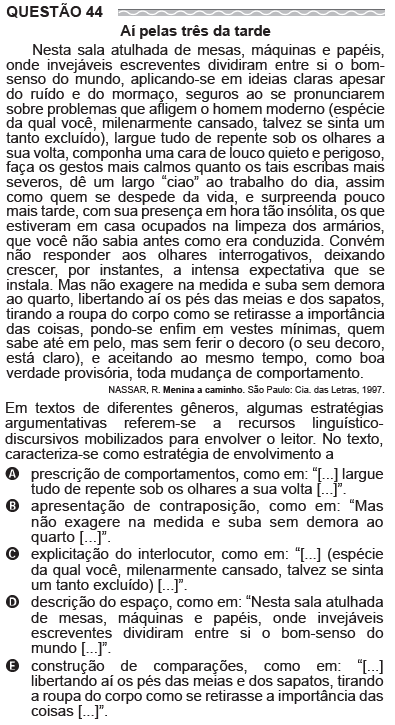 QUESTÃO 44
Aí pelas três da tarde
Nesta sala atulhada de mesas, máquinas e papéis,
onde invejáveis escreventes dividiram entre si o bom-
senso do mundo, aplicando-se em ideias claras apesar
do ruído e do mormaço, seguros ao se pronunciarem
sobre problemas que afligem o homem moderno (espécie
da qual você, milenarmente cansado, talvez se sinta um
tanto excluído), largue tudo de repente sob os olhares a
sua volta, componha uma cara de louco quieto e perigoso,
faça os gestos mais calmos quanto os tais escribas mais
severos, dê um largo “ciao” ao trabalho do dia, assim
como quem se despede da vida, e surpreenda pouco
mais tarde, com sua presença em hora tão insólita, os que
estiveram em casa ocupados na limpeza dos armários,
que você não sabia antes como era conduzida. Convém
não responder aos olhares interrogativos, deixando
crescer, por instantes, a intensa expectativa que se
instala. Mas não exagere na medida e suba sem demora
ao quarto, libertando aí os pés das meias e dos sapatos,
tirando a roupa do corpo como se retirasse a importância
das coisas, pondo-se enfim em vestes mínimas, quem
sabe até em pelo, mas sem ferir o decoro (o seu decoro,
está claro), e aceitando ao mesmo tempo, como boa
verdade provisória, toda mudança de comportamento.
NASSAR, R. Menina a caminho. São Paulo: Cia. das Letras, 1997.
Em textos de diferentes gêneros, algumas estratégias
argumentativas referem-se a recursos linguístico-
discursivos mobilizados para envolver o leitor. No texto,
caracteriza-se como estratégia de envolvimento a
A prescrição de comportamentos, como em: “[...] largue
tudo de repente sob os olhares a sua volta [...]”.
B apresentação de contraposição, como em: “Mas
não exagere na medida e suba sem demora ao
quarto [...]”.
C explicitação do interlocutor, como em: “[...] (espécie
da qual você, milenarmente cansado, talvez se sinta
um tanto excluído) [...]”.
D descrição do espaço, como em: “Nesta sala atulhada
de mesas, máquinas e papéis, onde invejáveis
escreventes dividiram entre si o bom-senso do
mundo [...]”.
E construção de comparações, como em: “[...]
libertando aí os pés das meias e dos sapatos, tirando
a roupa do corpo como se retirasse a importância das
coisas [...]”.